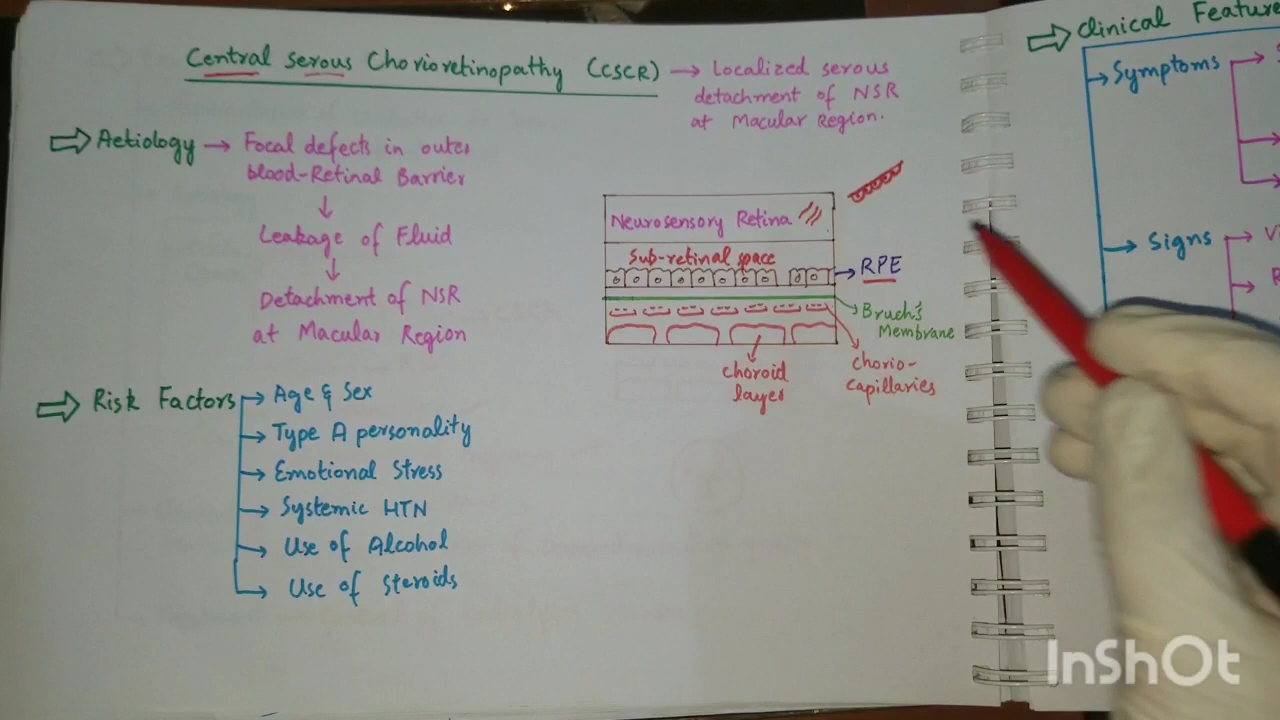 Central Serous Chorioretinopathy (CSCR) → Localized serous
detachment of NSR
at Macular Region.
⇒ Aetiology → Focal defects in outer
blood-Retinal Barrier
↓
Leakage of Fluid
↓
Detachment of NSR
at Macular Region
Neurosensory Retina
Sub-retinal space
→ RPE
Bruch's
Membrane
Chorio-
capillaries
choroid
layer
⇒ Risk Factors → Age & Sex
→ Type A personality
→ Emotional Stress
→ Systemic HTN
→ Use of Alcohol
→ Use of Steroids
⇒ Clinical Feature
→ Symptoms
→ Signs
InShOt